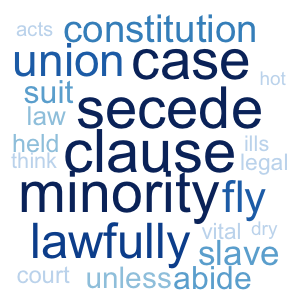 acts constitution
union case hot
suit secede
law
held clause ills
think legal
minority fly
lawfully vital dry
slave
court unless abide